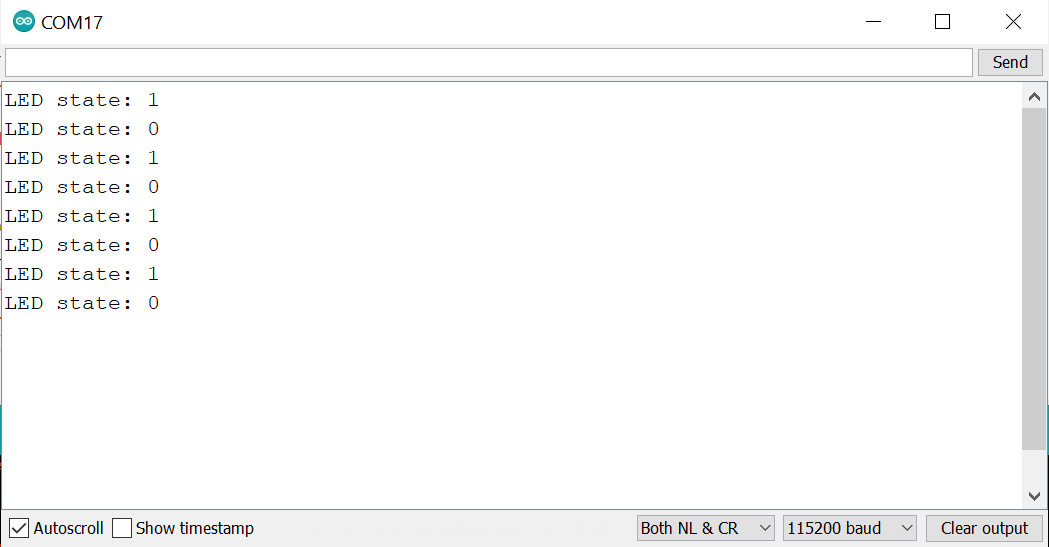 COM17
Send
LED state: 1
LED state: 0
LED state: 1
LED state: 0
LED state: 1
LED state: 0
LED state: 1
LED state: 0
Autoscroll Show timestamp Both NL & CR 115200 baud Clear output